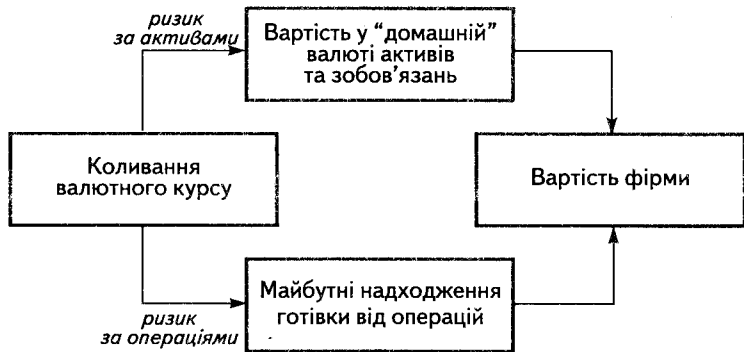 ризик
за активами
Вартість у “домашній”
валюті активів
та зобов’язань
Коливання
валютного курсу
Вартість фірми
Майбутні надходження
готівки від операцій
ризик
за операціями